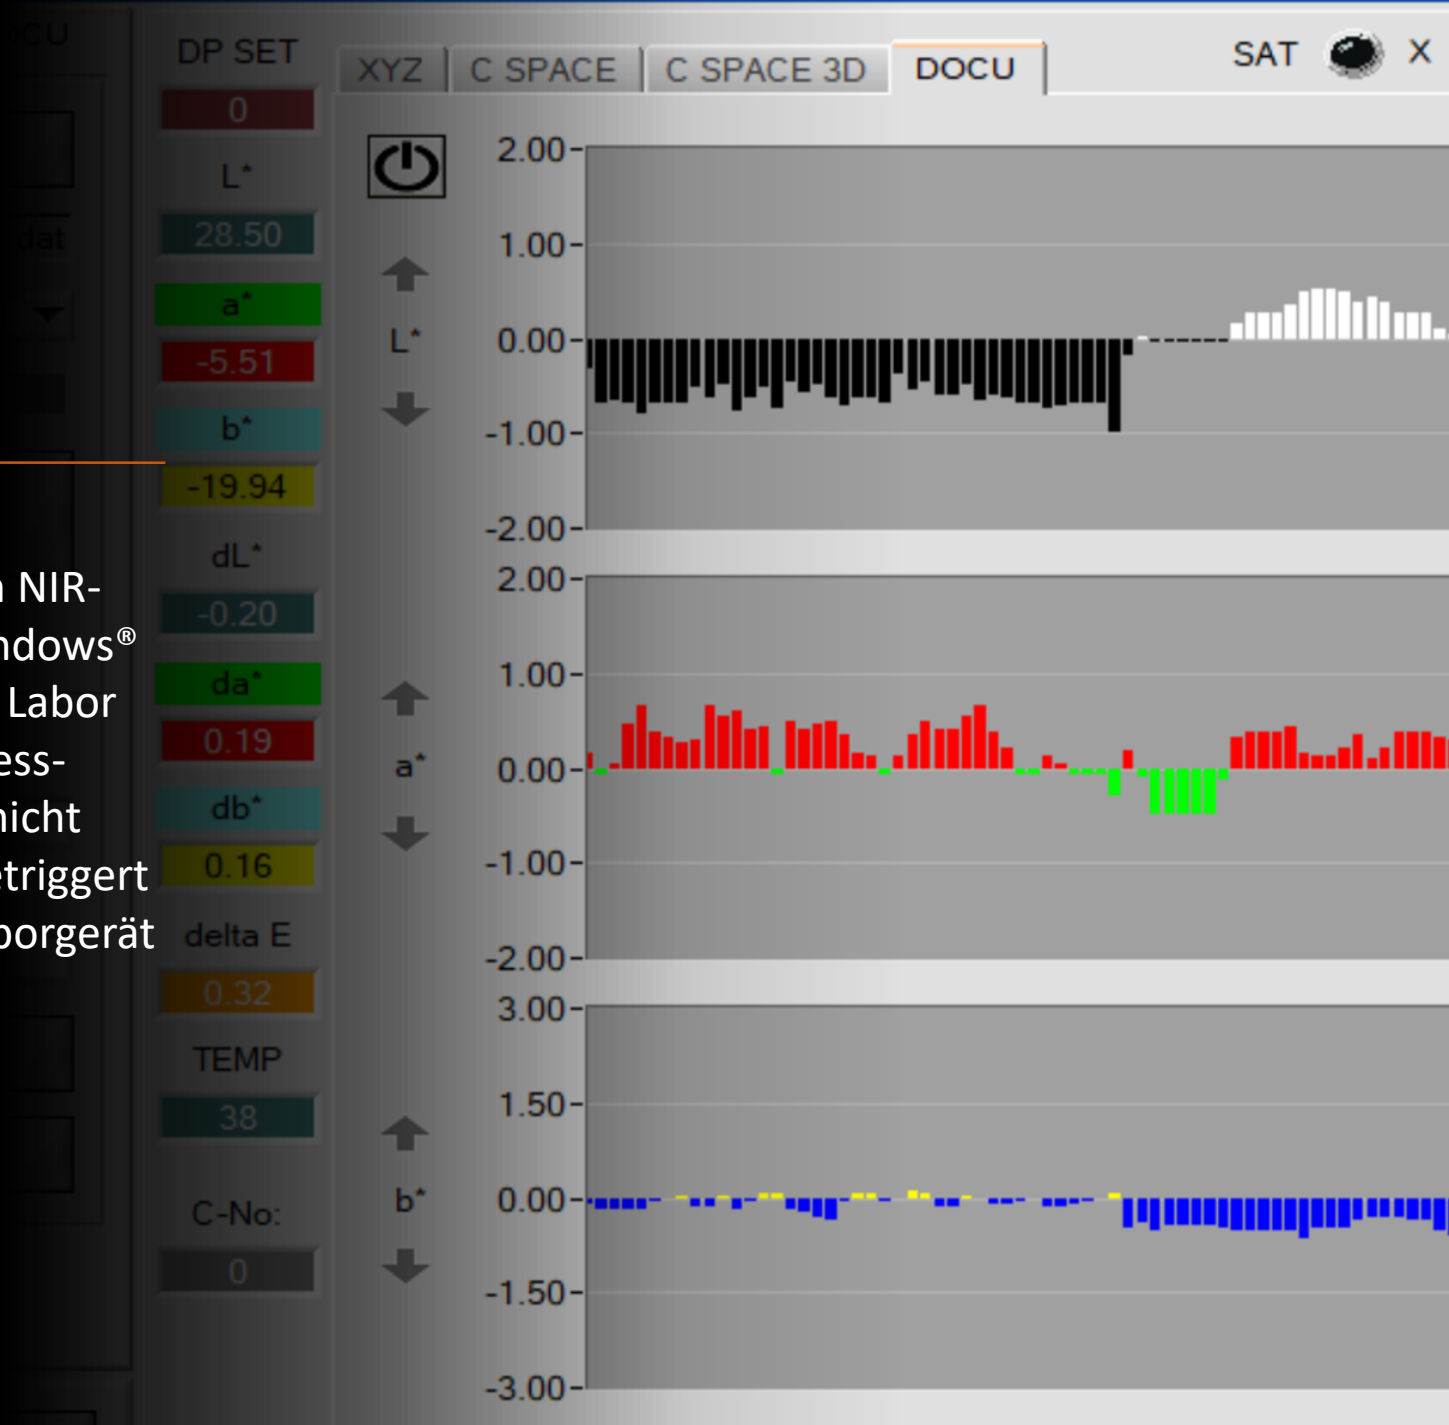 DP SET
0
L*
28.50
a*
-5.51
b*
-19.94
dL*
-0.20
da*
0.19
db*
0.16
delta E
0.32
TEMP
38
C-No:
0
NIR-
ndows®
Labor
ess-
nicht
etriggert
borgerät
dat
XYZ
C SPACE
C SPACE 3D
DOCU
SAT
X
L*
2.00
1.00
0.00
-1.00
-2.00
a*
2.00
1.00
0.00
-1.00
-2.00
b*
3.00
1.50
0.00
-1.50
-3.00